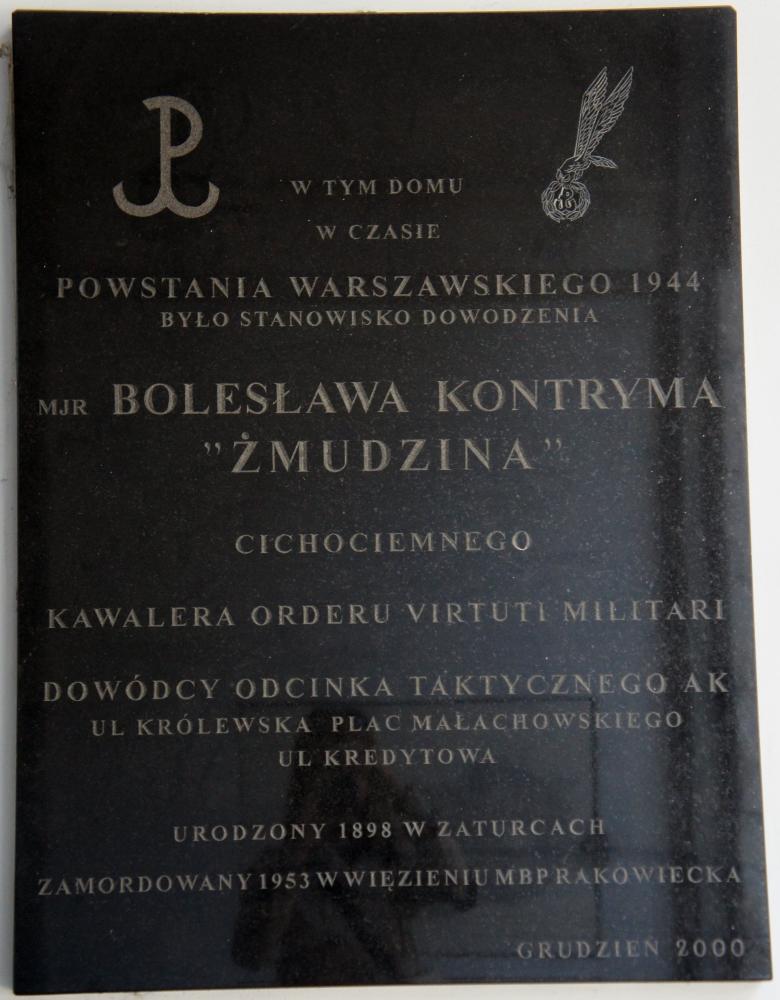 W TYM DOMU
W CZASIE
POWSTANIA WARSZAWSKIEGO 1944
BYŁO STANOWISKO DOWODZENIA
MJR BOLESŁAWA KONTRYMA
"ŻMUDZINA"
CICHOCIEMNEGO
KAWALERA ORDERU VIRTUTI MILITARI
DOWÓDCY ODCINKA TAKTYCZNEGO AK
UL KRÓLEWSKA PLAC MAŁACHOWSKIEGO
UL KREDYTOWA
URODZONY 1898 W ZATURCACH
ZAMORDOWANY 1953 W WIĘZIENIU MBP RAKOWIECKA
GRUDZIEŃ 2000